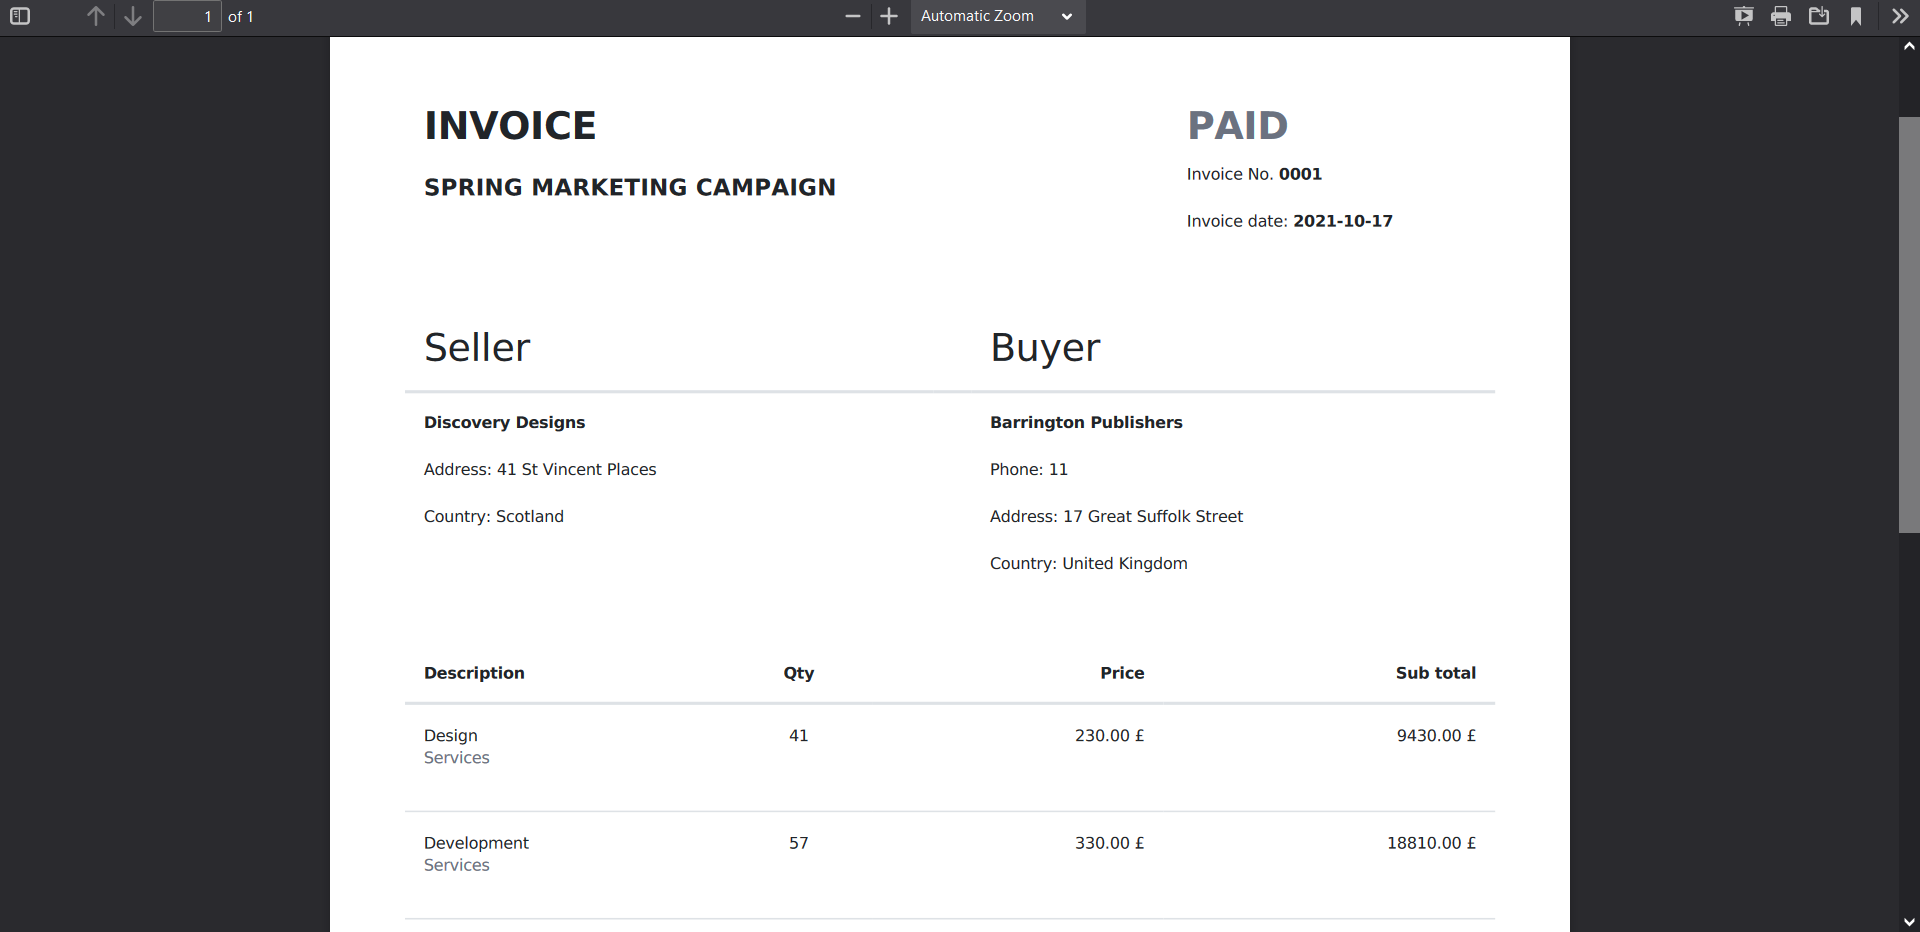 1 of 1
Automatic Zoom
INVOICE
PAID
SPRING MARKETING CAMPAIGN
Invoice No. 0001
Invoice date: 2021-10-17
Seller
Buyer
Discovery Designs
Barrington Publishers
Address: 41 St Vincent Places
Phone: 11
Country: Scotland
Address: 17 Great Suffolk Street
Country: United Kingdom
Description Qty Price Sub total
Design 41 230.00 £ 9430.00 £
Services
Development 57 330.00 £ 18810.00 £
Services